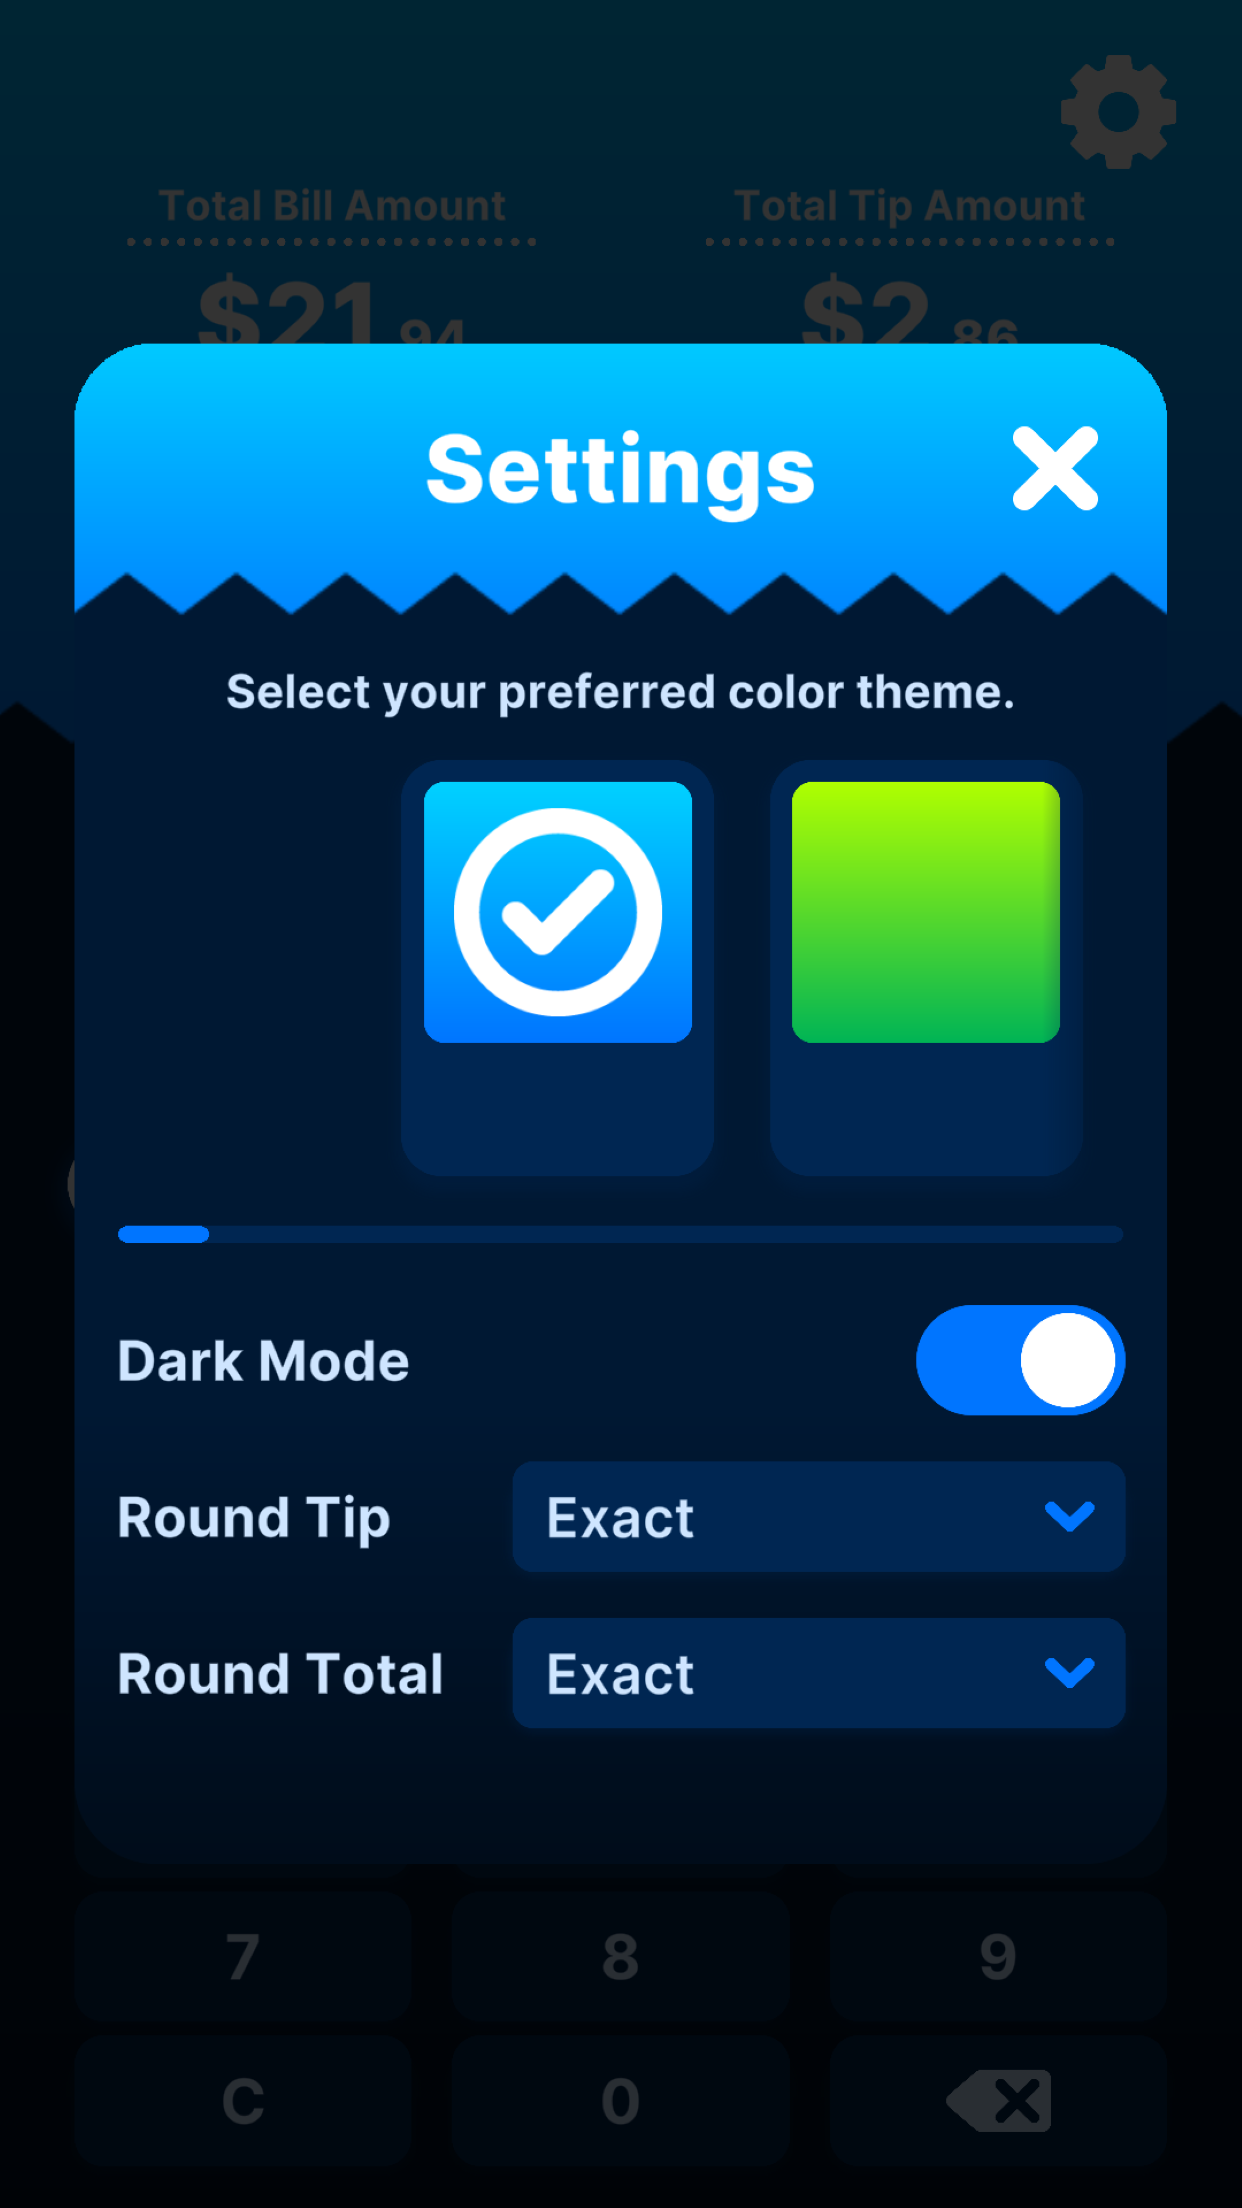 Total Bill Amount
Total Tip Amount
$21.94
$2.86
Settings
Select your preferred color theme.
Dark Mode
Round Tip
Exact
Round Total
Exact
7
8
9
C
0